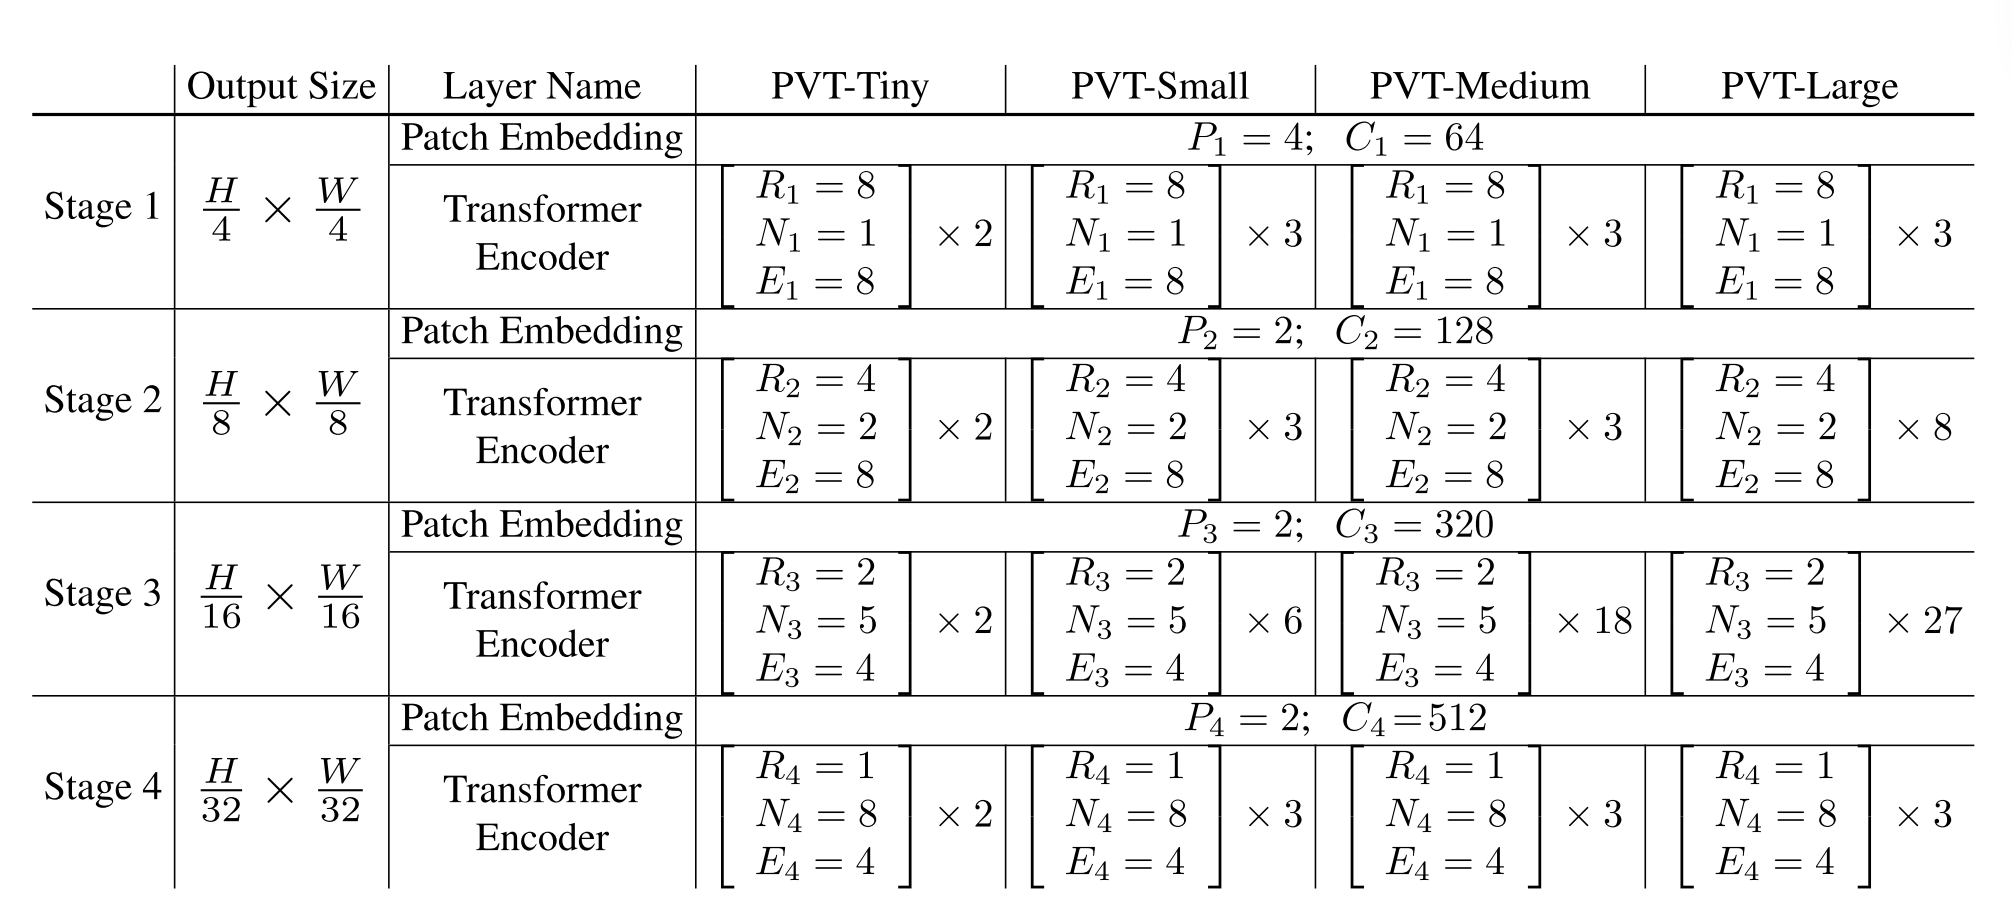 Output Size Layer Name PVT-Tiny PVT-Small PVT-Medium PVT-Large
Stage 1 H/4 × W/4 Patch Embedding P₁ = 4; C₁ = 64
Transformer Encoder [R₁ = 8 N₁ = 1 E₁ = 8] × 2 [R₁ = 8 N₁ = 1 E₁ = 8] × 3 [R₁ = 8 N₁ = 1 E₁ = 8] × 3 [R₁ = 8 N₁ = 1 E₁ = 8] × 3
Stage 2 H/8 × W/8 Patch Embedding P₂ = 2; C₂ = 128
Transformer Encoder [R₂ = 4 N₂ = 2 E₂ = 8] × 2 [R₂ = 4 N₂ = 2 E₂ = 8] × 3 [R₂ = 4 N₂ = 2 E₂ = 8] × 3 [R₂ = 4 N₂ = 2 E₂ = 8] × 8
Stage 3 H/16 × W/16 Patch Embedding P₃ = 2; C₃ = 320
Transformer Encoder [R₃ = 2 N₃ = 5 E₃ = 4] × 2 [R₃ = 2 N₃ = 5 E₃ = 4] × 6 [R₃ = 2 N₃ = 5 E₃ = 4] × 18 [R₃ = 2 N₃ = 5 E₃ = 4] × 27
Stage 4 H/32 × W/32 Patch Embedding P₄ = 2; C₄=512
Transformer Encoder [R₄ = 1 N₄ = 8 E₄ = 4] × 2 [R₄ = 1 N₄ = 8 E₄ = 4] × 3 [R₄ = 1 N₄ = 8 E₄ = 4] × 3 [R₄ = 1 N₄ = 8 E₄ = 4] × 3